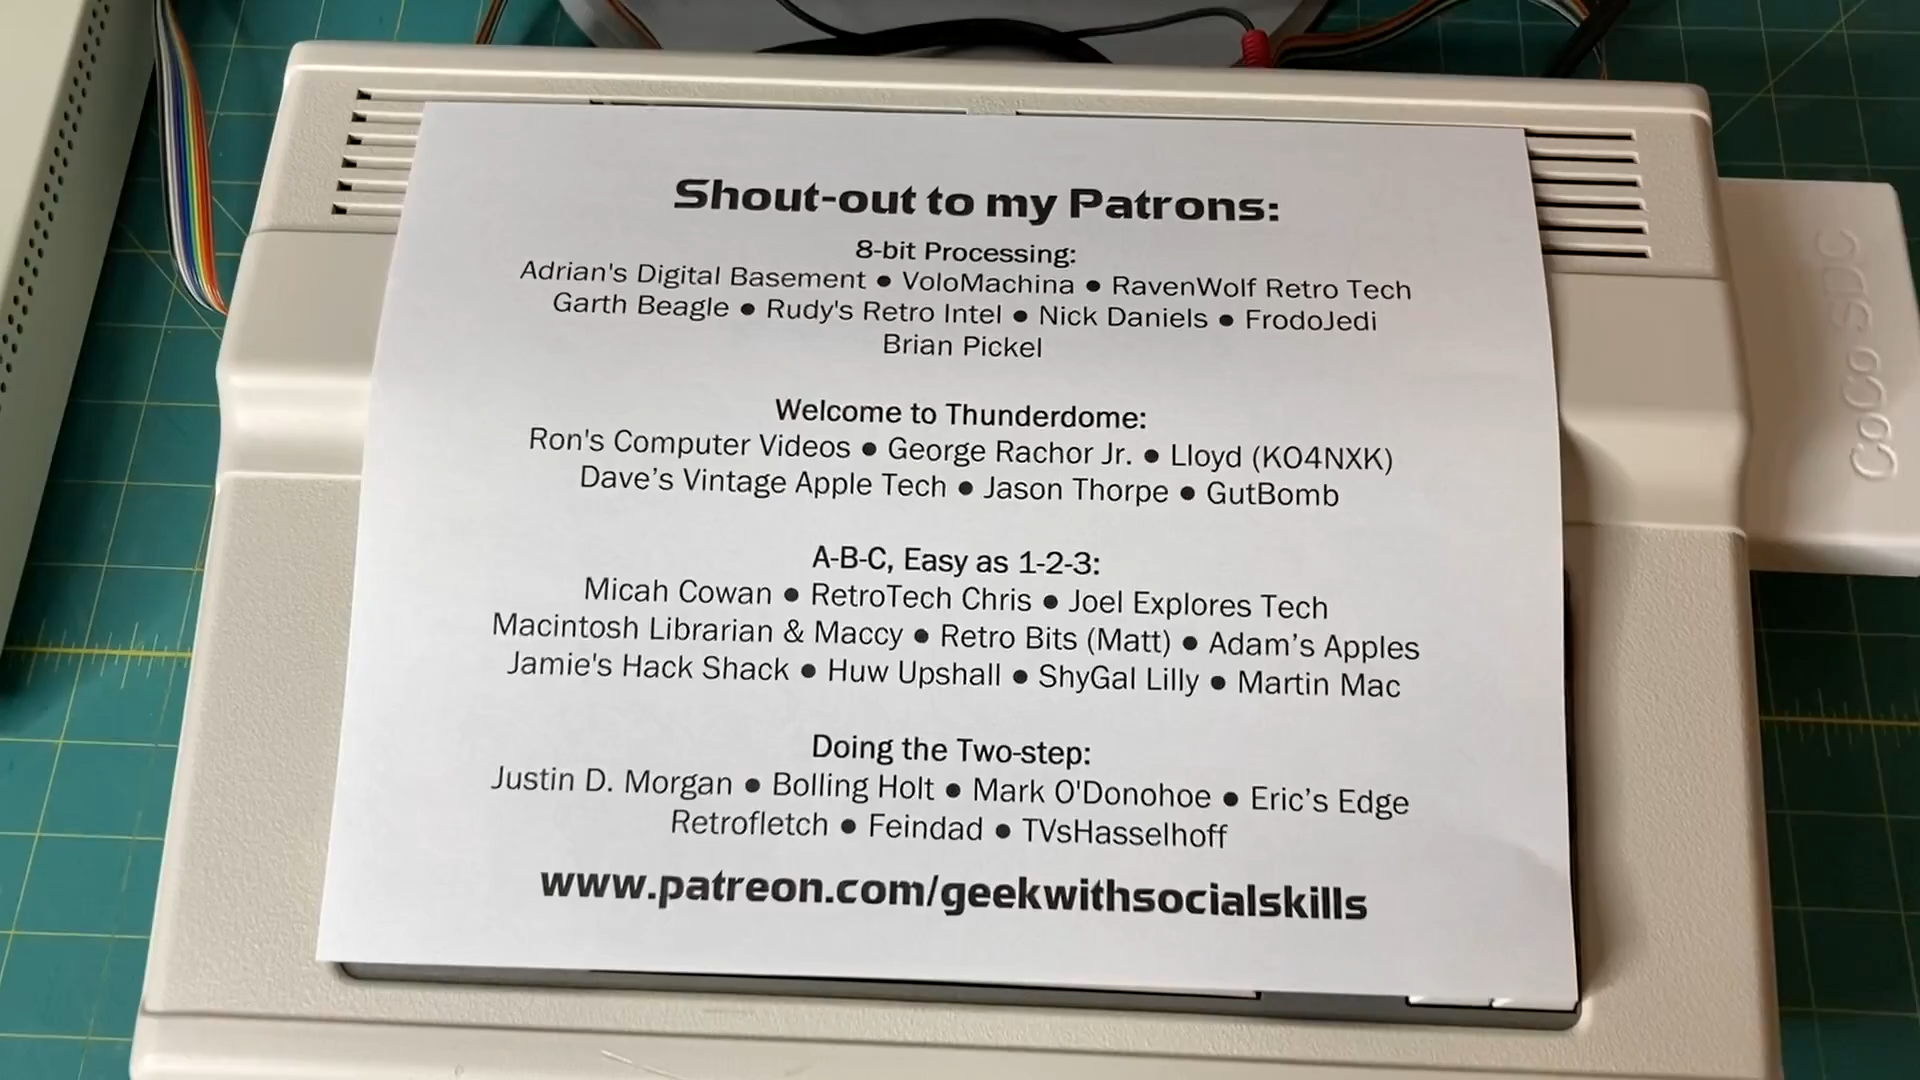 Shout-out to my Patrons:
8-bit Processing:
Adrian's Digital Basement ● VoloMachina ● RavenWolf Retro Tech
Garth Beagle ● Rudy's Retro Intel ● Nick Daniels ● FrodoJedi
Brian Pickel
Welcome to Thunderdome:
Ron's Computer Videos ● George Rachor Jr. ● Lloyd (KO4NXK)
Dave’s Vintage Apple Tech ● Jason Thorpe ● GutBomb
A-B-C, Easy as 1-2-3:
Micah Cowan ● RetroTech Chris ● Joel Explores Tech
Macintosh Librarian & Maccy ● Retro Bits (Matt) ● Adam’s Apples
Jamie's Hack Shack ● Huw Upshall ● ShyGal Lilly ● Martin Mac
Doing the Two-step:
Justin D. Morgan ● Bolling Holt ● Mark O'Donohoe ● Eric’s Edge
Retrofletch ● Feindad ● TVsHasselhoff
www.patreon.com/geekwithsocialskills
CoCo SDC